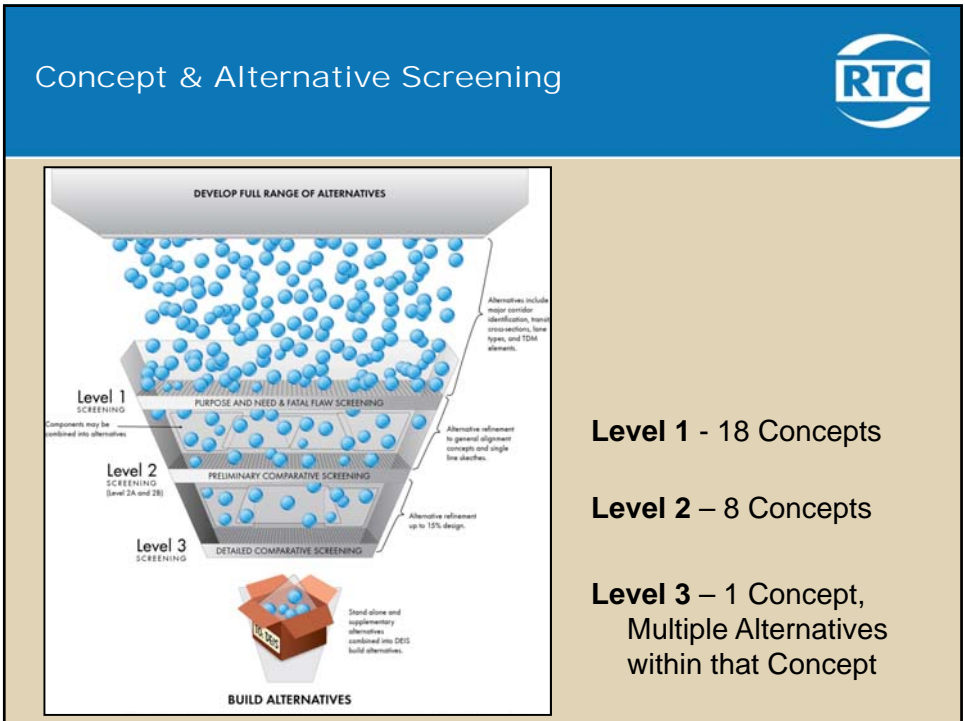 Concept & Alternative Screening
RTC
DEVELOP FULL RANGE OF ALTERNATIVES
Alternatives include
major corridor
identification, transit
cross-sections, lane
types, and TDM
elements.
Level 1
SCREENING
PURPOSE AND NEED & FATAL FLAW SCREENING
Components may be
combined into alternatives
Alternative refinement
to general alignment
concepts and single
line skecthes.
Level 2
SCREENING
(Level 2A and 2B)
PRELIMINARY COMPARATIVE SCREENING
Alternative refinement
up to 15% design.
Level 3
SCREENING
DETAILED COMPARATIVE SCREENING
TO: DEIS
Stand alone and
supplementary
alternatives
combined into DEIS
build alternatives.
BUILD ALTERNATIVES
Level 1 - 18 Concepts
Level 2 – 8 Concepts
Level 3 – 1 Concept,
Multiple Alternatives
within that Concept